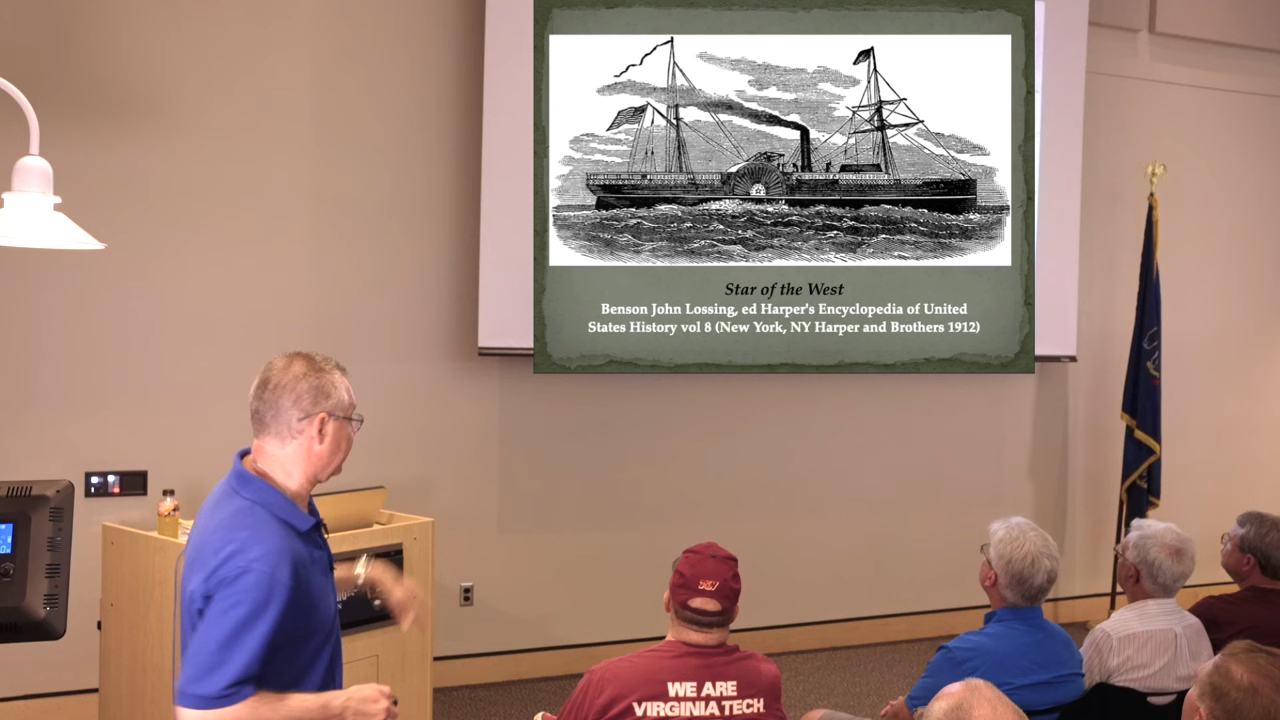 Star of the West
Benson John Lossing, ed Harper's Encyclopedia of United
States History vol 8 (New York, NY Harper and Brothers 1912)
WE ARE
VIRGINIA TECH